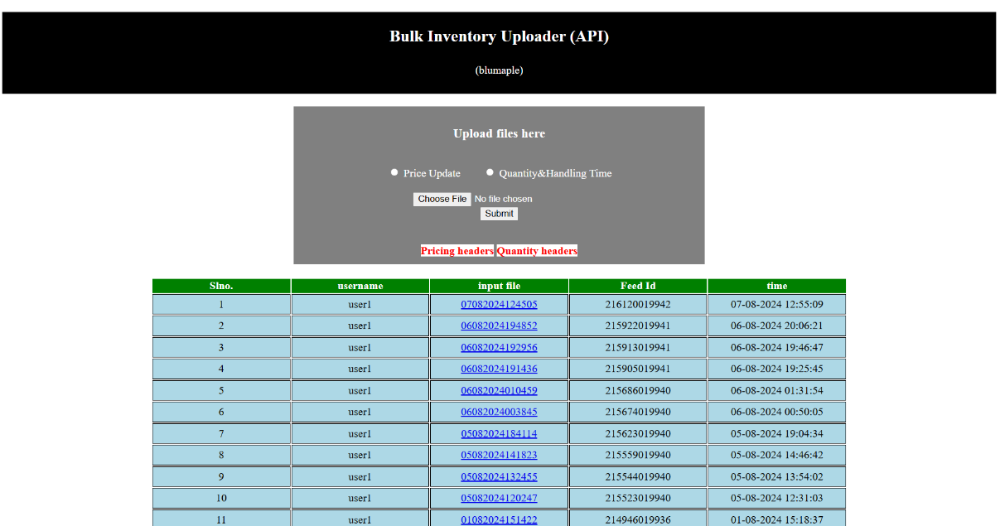 Bulk Inventory Uploader (API)
(blumaple)
Upload files here
Price Update Quantity&Handling Time
Choose File No file chosen
Submit
Pricing headers Quantity headers
Slno. username input file Feed Id time
1 user1 07082024124505 216120019942 07-08-2024 12:55:09
2 user1 06082024194852 215922019941 06-08-2024 20:06:21
3 user1 06082024192956 215913019941 06-08-2024 19:46:47
4 user1 06082024191436 215905019941 06-08-2024 19:25:45
5 user1 06082024010459 215686019940 06-08-2024 01:31:54
6 user1 06082024003845 215674019940 06-08-2024 00:50:05
7 user1 05082024184114 215623019940 05-08-2024 19:04:34
8 user1 05082024141823 215559019940 05-08-2024 14:46:42
9 user1 05082024132455 215544019940 05-08-2024 13:54:02
10 user1 05082024120247 215523019940 05-08-2024 12:31:03
11 user1 01082024151422 214946019936 01-08-2024 15:18:37